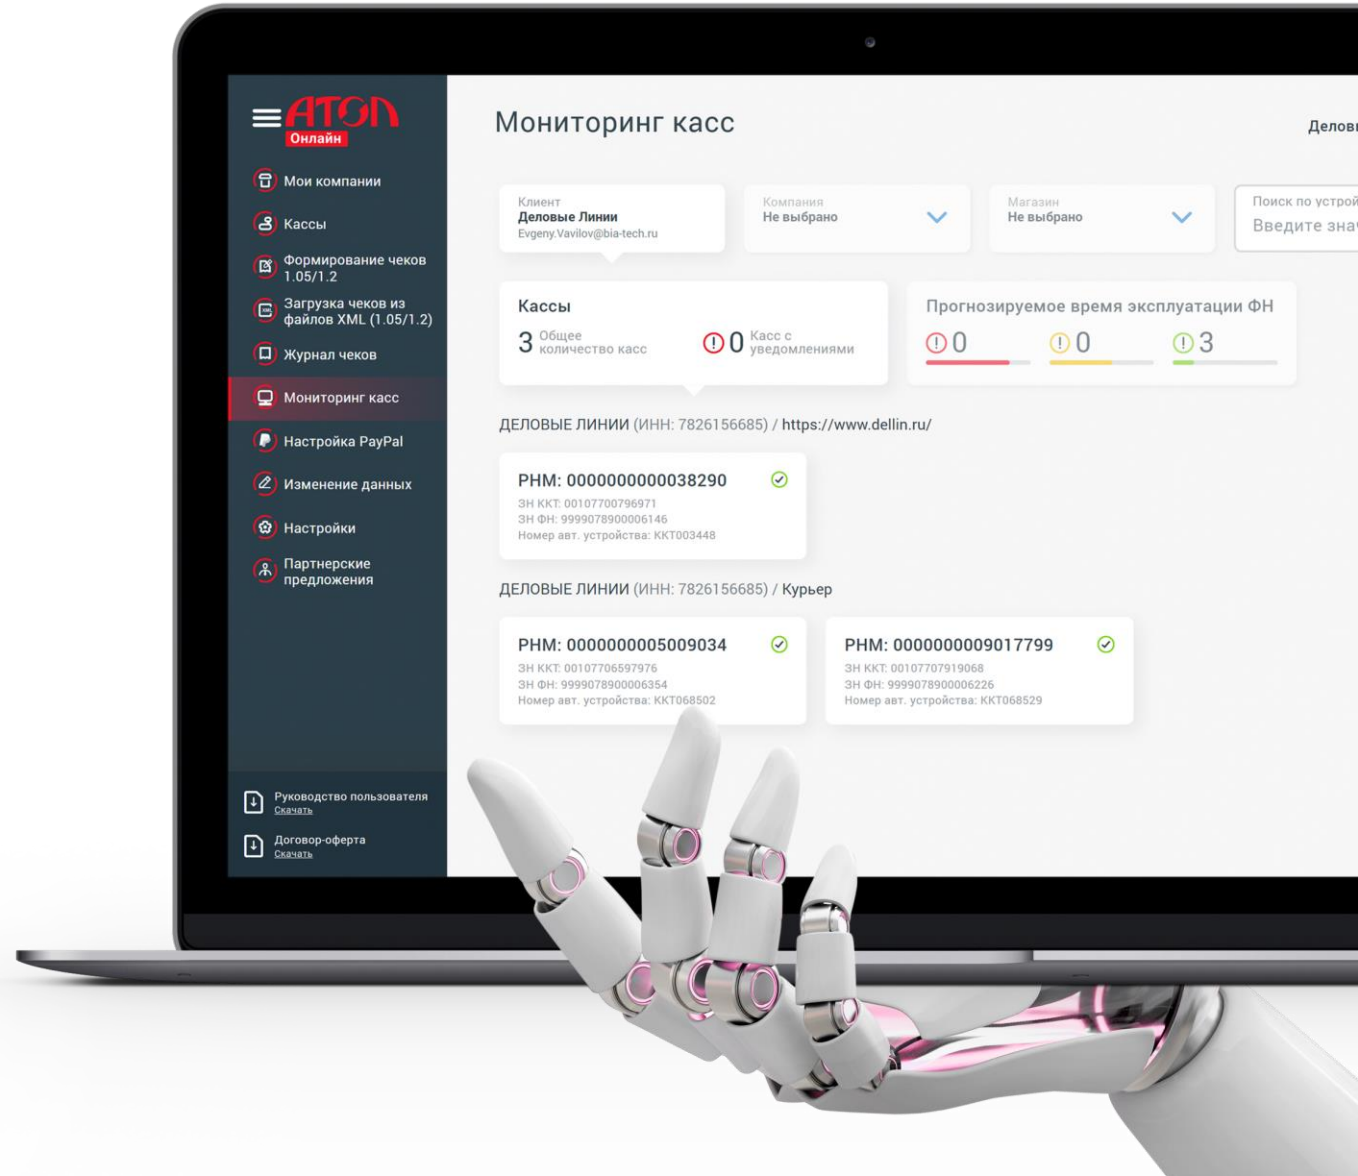 АТОЛ
Онлайн
Мои компании
Кассы
Формирование чеков
1.05/1.2
Загрузка чеков из
файлов XML (1.05/1.2)
Журнал чеков
Мониторинг касс
Настройка PayPal
Изменение данных
Настройки
Партнерские
предложения
Руководство пользователя
Скачать
Договор-оферта
Скачать
Мониторинг касс
Клиент
Деловые Линии
Evgeny.Vavilov@bia-tech.ru
Компания
Не выбрано
Магазин
Не выбрано
Поиск по
Введите
Кассы
3 Общее
количество касс
0 Касс с
уведомлениями
Прогнозируемое время эксплуатации ФН
0 0 3
ДЕЛОВЫЕ ЛИНИИ (ИНН: 7826156685) / https://www.dellin.ru/
РНМ: 0000000000038290
ЗН ККТ: 00107700796971
ЗН ФН: 9999078900006146
Номер авт. устройства: ККТ003448
ДЕЛОВЫЕ ЛИНИИ (ИНН: 7826156685) / Курьер
РНМ: 0000000005009034
ЗН ККТ: 00107706597976
ЗН ФН: 9999078900006354
Номер авт. устройства: ККТ068502
РНМ: 0000000009017799
ЗН ККТ: 00107707919068
ЗН ФН: 9999078900006226
Номер авт. устройства: ККТ068529